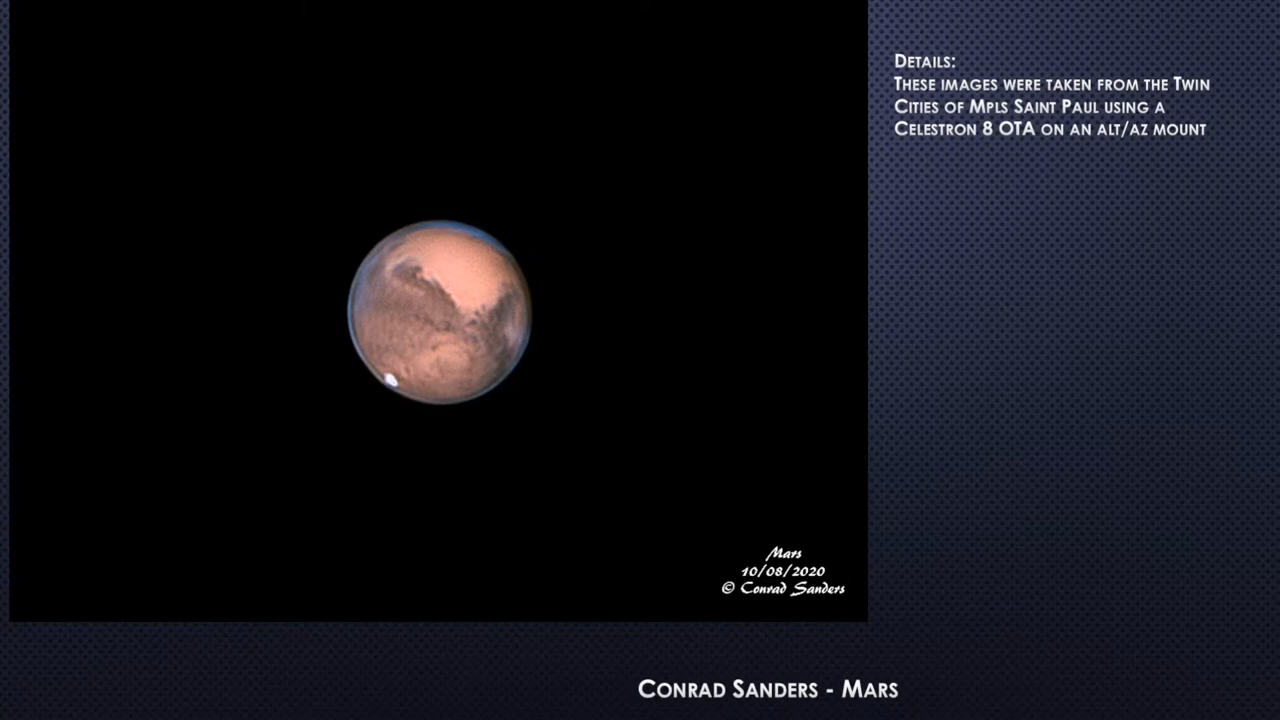 Details:
These images were taken from the Twin
Cities of Mpls Saint Paul using a
Celestron 8 OTA on an alt/az mount
Mars
10/08/2020
© Conrad Sanders
Conrad Sanders - Mars